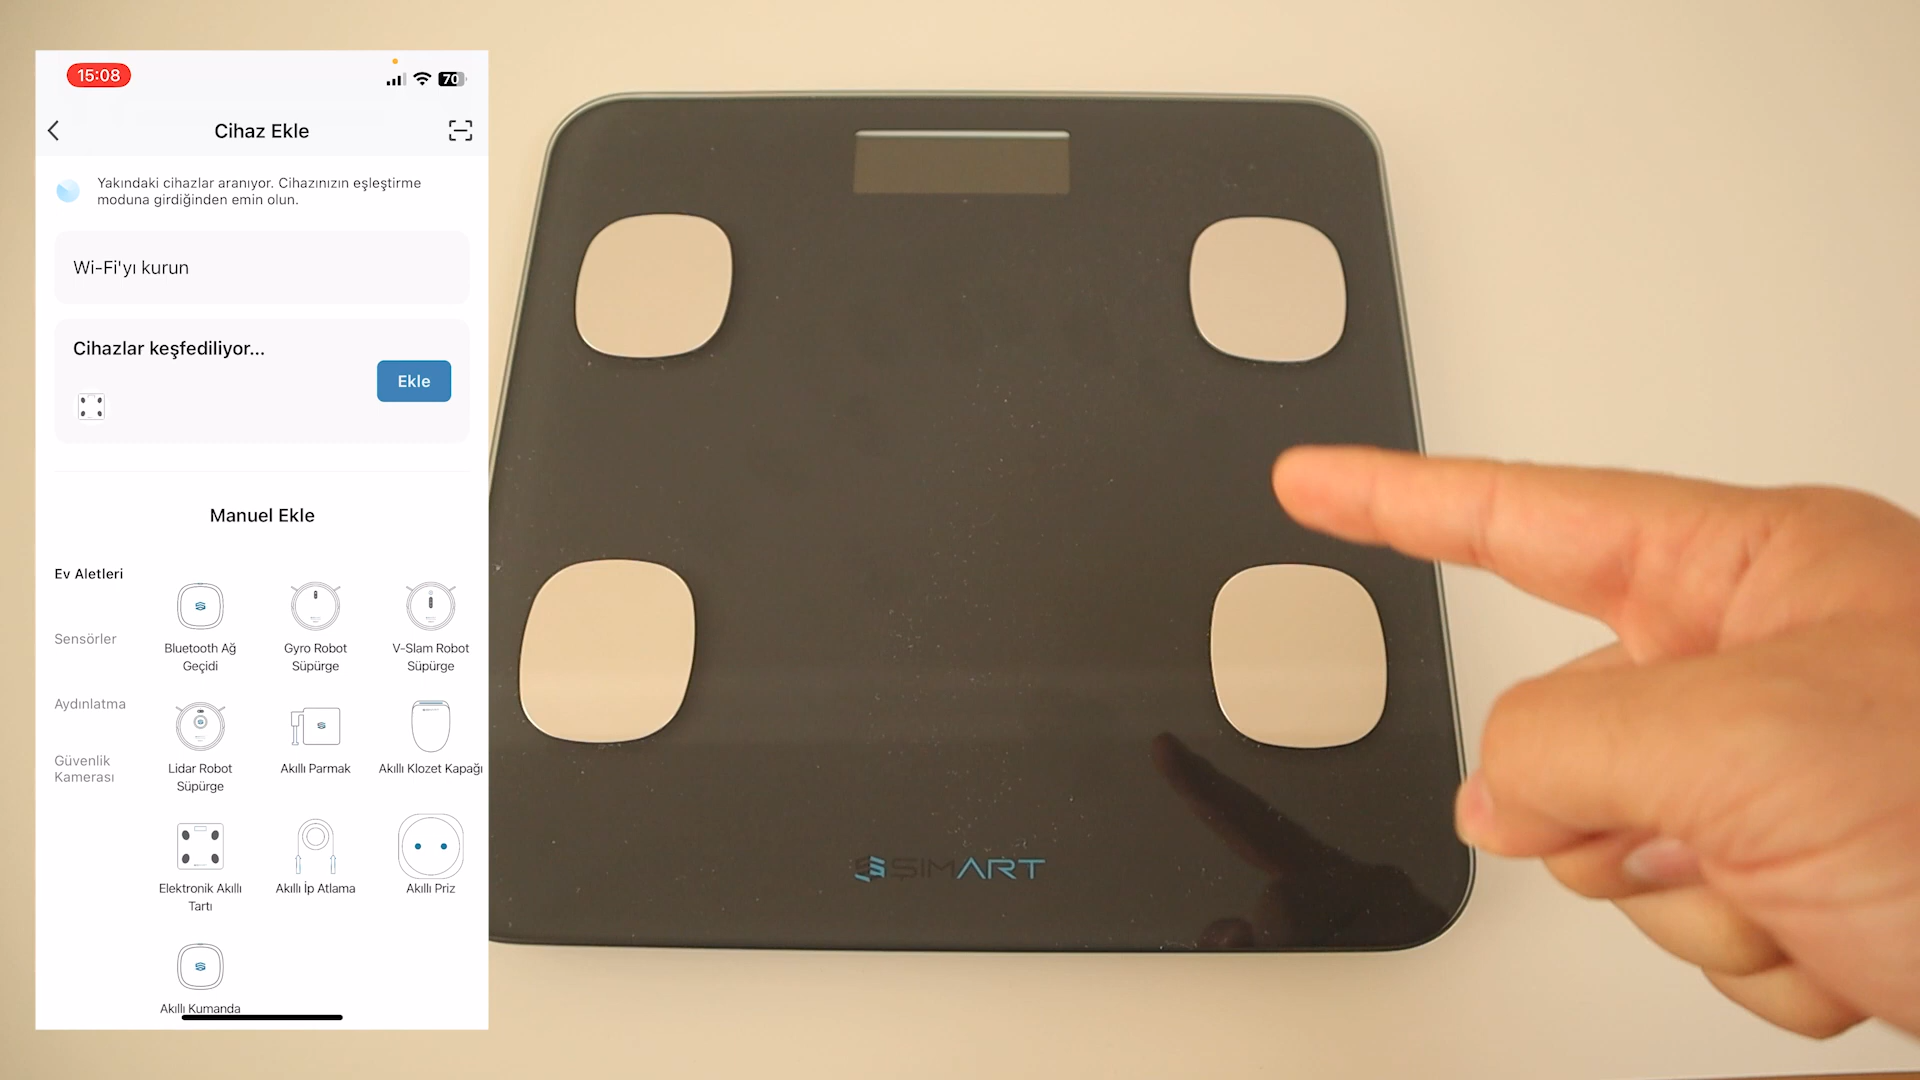 15:08
70
Cihaz Ekle
Yakındaki cihazlar aranıyor. Cihazınızın eşleştirme
moduna girdiğinden emin olun.
Wi-Fi'yı kurun
Cihazlar keşfediliyor...
Ekle
Manuel Ekle
Ev Aletleri
Sensörler
Aydınlatma
Güvenlik
Kamerası
Bluetooth Ağ
Geçidi
Gyro Robot
Süpürge
V-Slam Robot
Süpürge
Lidar Robot
Süpürge
Akıllı Parmak
Akıllı Klozet Kapağı
Elektronik Akıllı
Tartı
Akıllı İp Atlama
Akıllı Priz
Akıllı Kumanda
ŞIMART